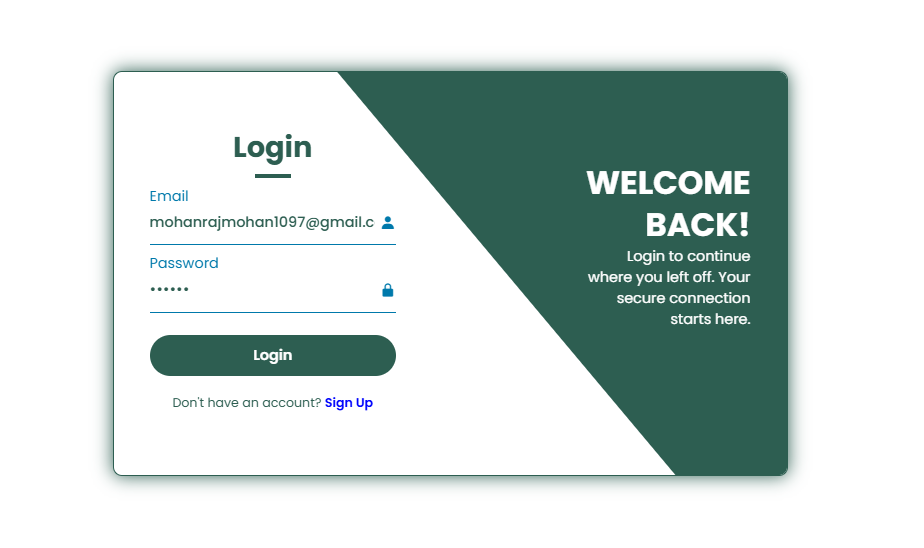 Login
Email
mohanrajmohan1097@gmail.c
Password
••••••
Login
Don't have an account? Sign Up
WELCOME
BACK!
Login to continue
where you left off. Your
secure connection
starts here.